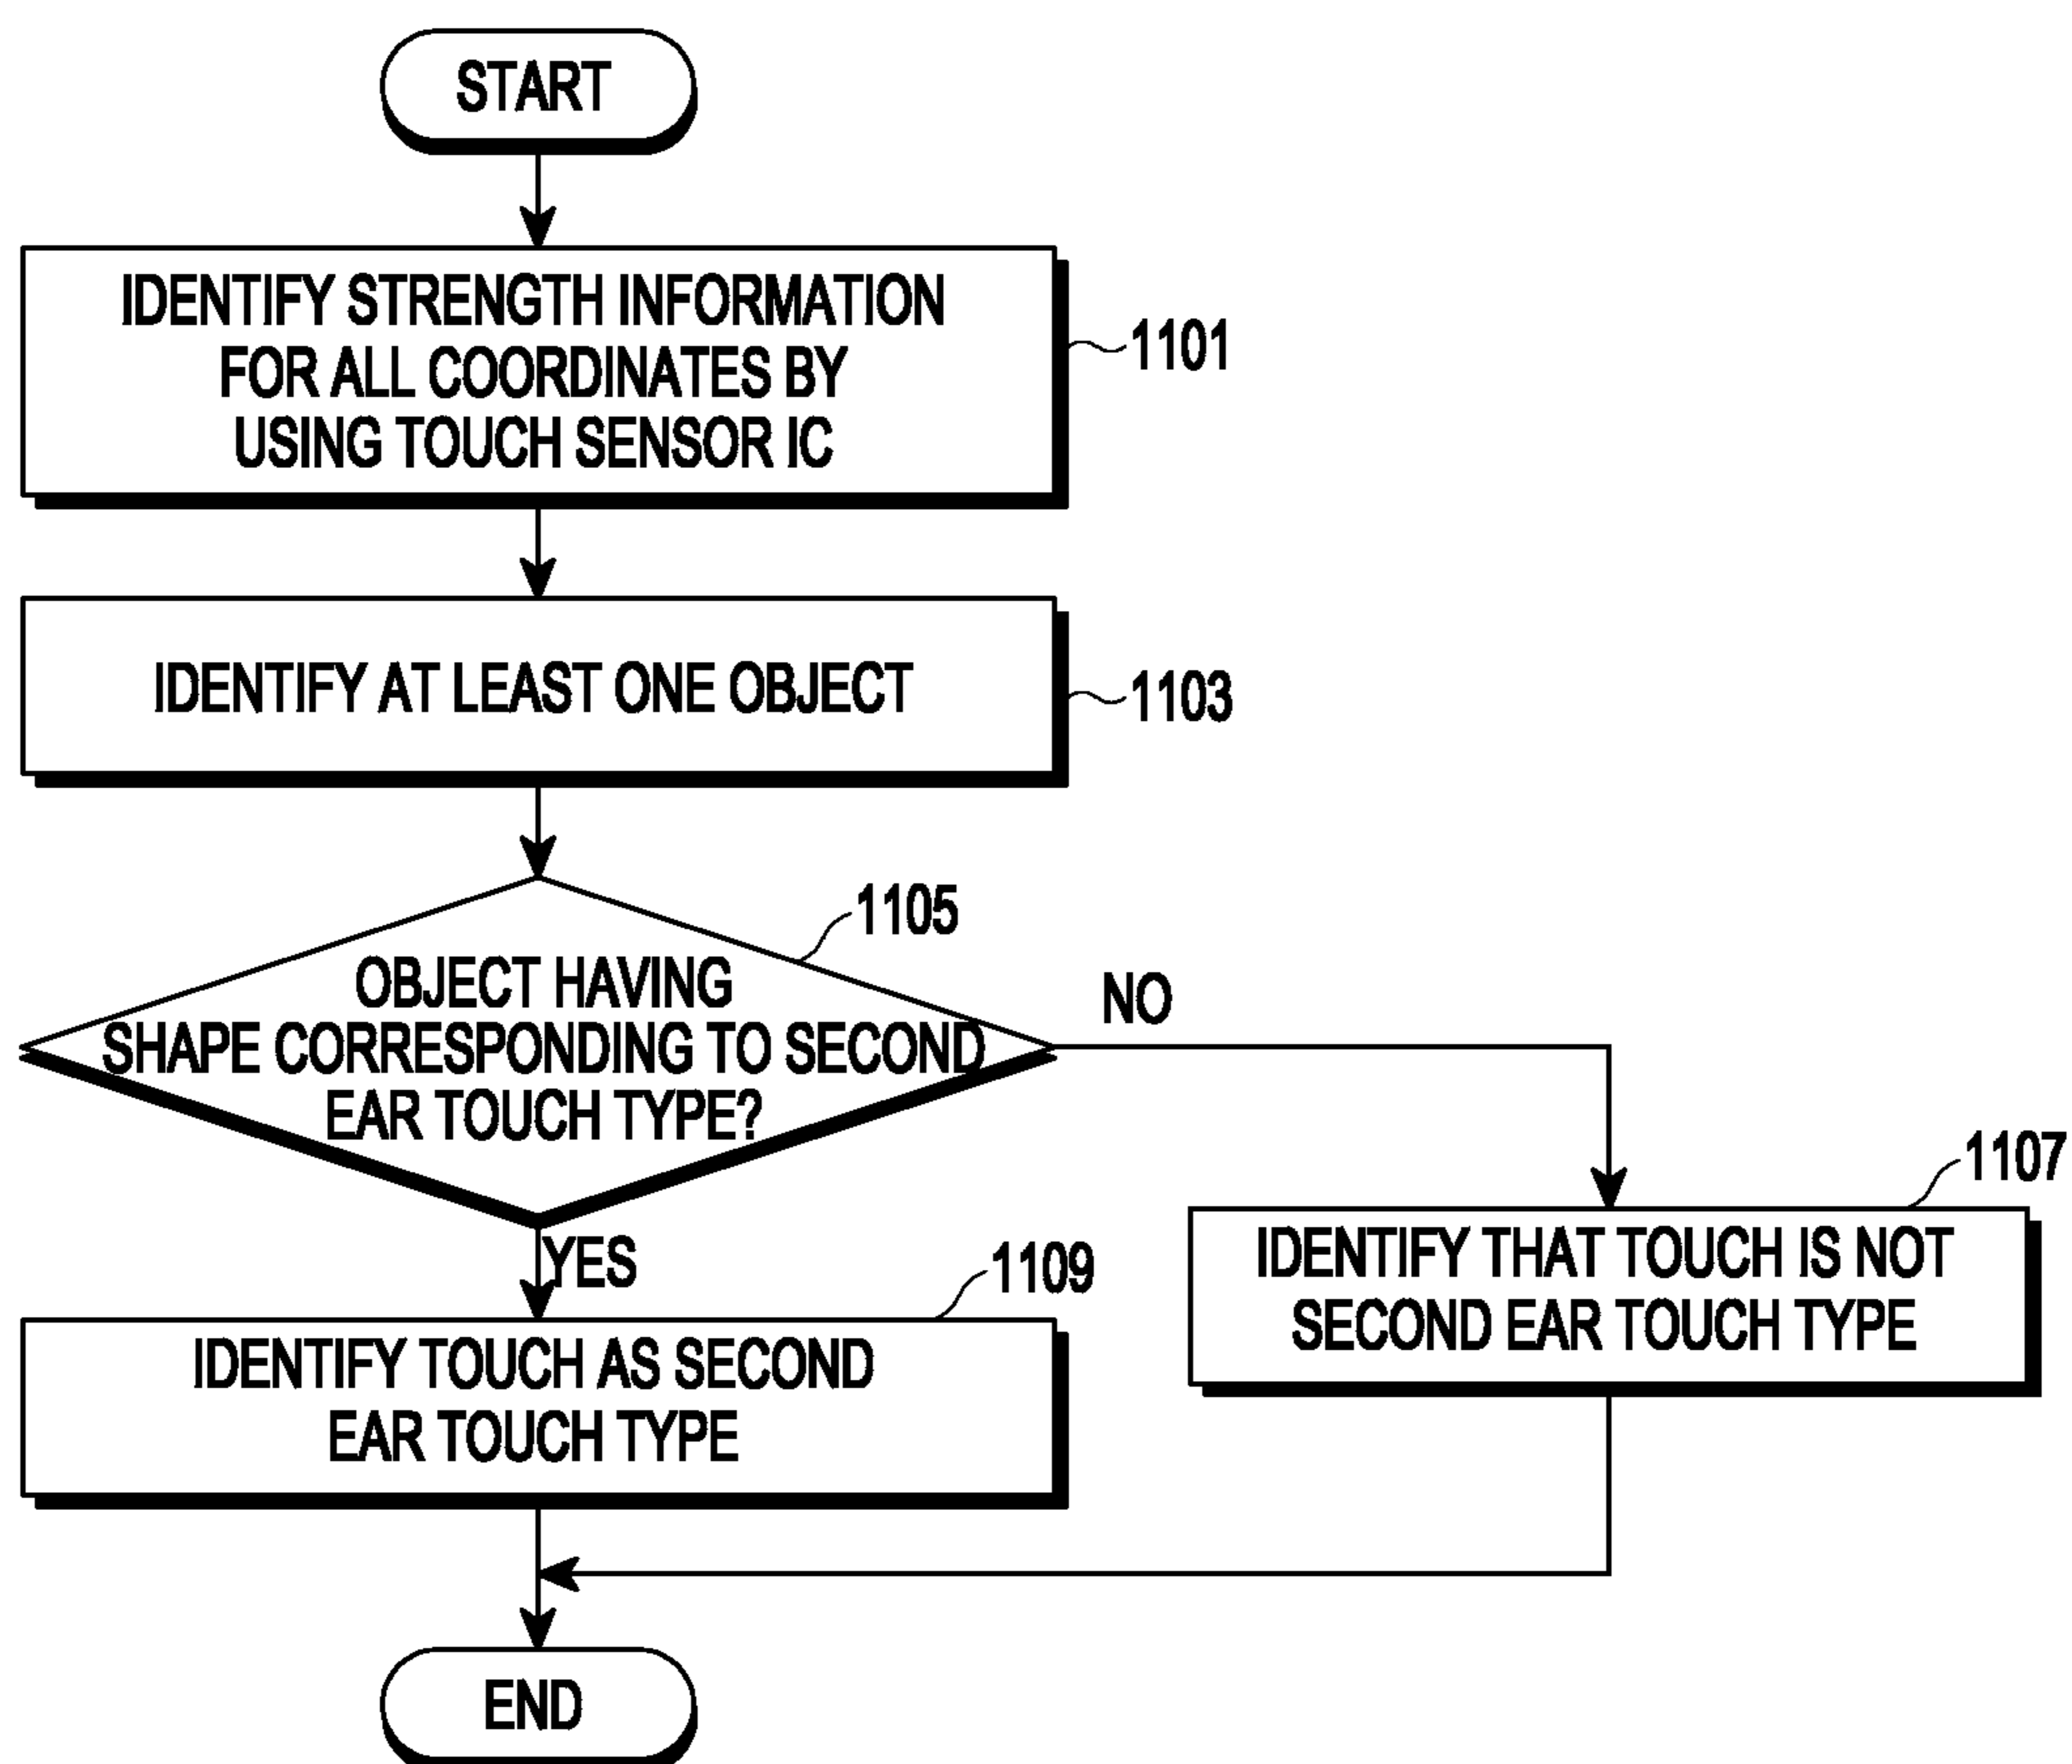 START
IDENTIFY STRENGTH INFORMATION
FOR ALL COORDINATES BY
USING TOUCH SENSOR IC
1101
IDENTIFY AT LEAST ONE OBJECT
1103
1105
OBJECT HAVING
SHAPE CORRESPONDING TO SECOND
EAR TOUCH TYPE?
NO
YES
1107
IDENTIFY THAT TOUCH IS NOT
SECOND EAR TOUCH TYPE
1109
IDENTIFY TOUCH AS SECOND
EAR TOUCH TYPE
END